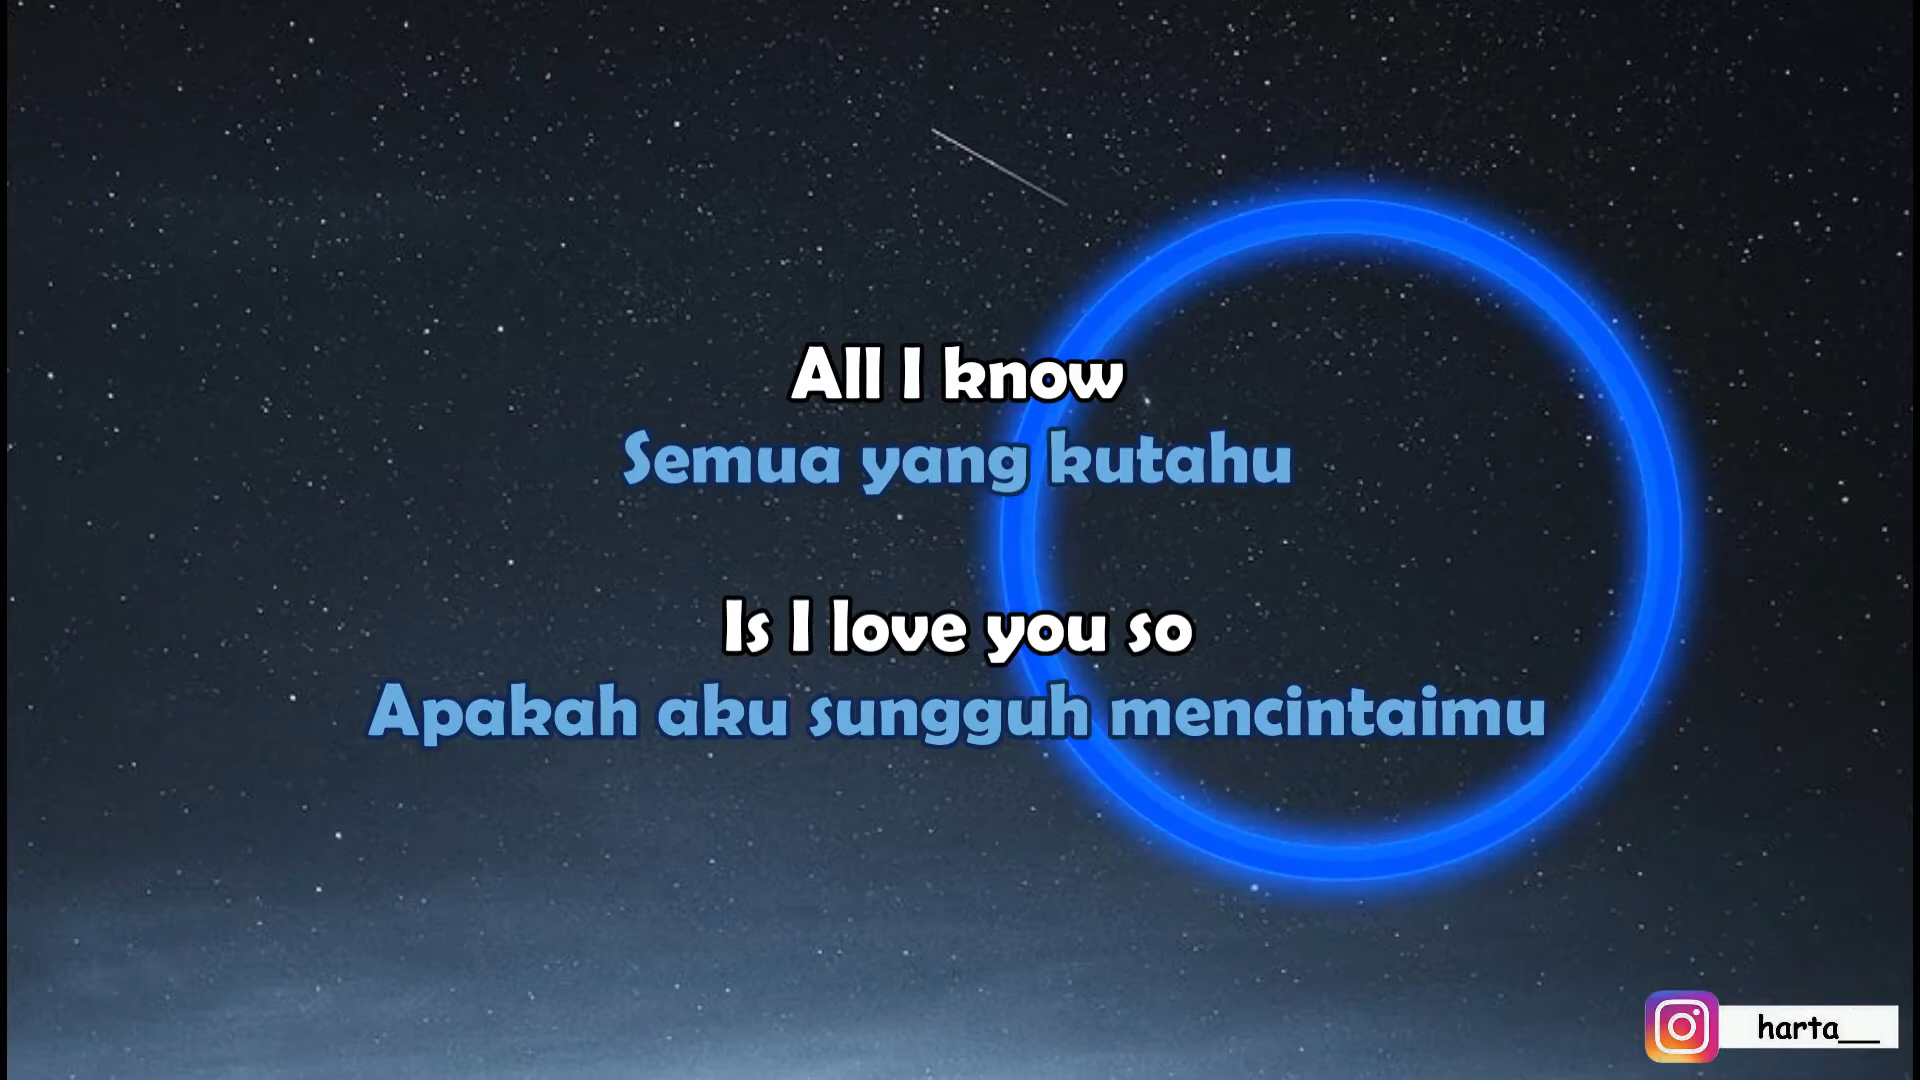 All I know
Semua yang kutahu
Is I love you so
Apakah aku sungguh mencintaimu
harta__